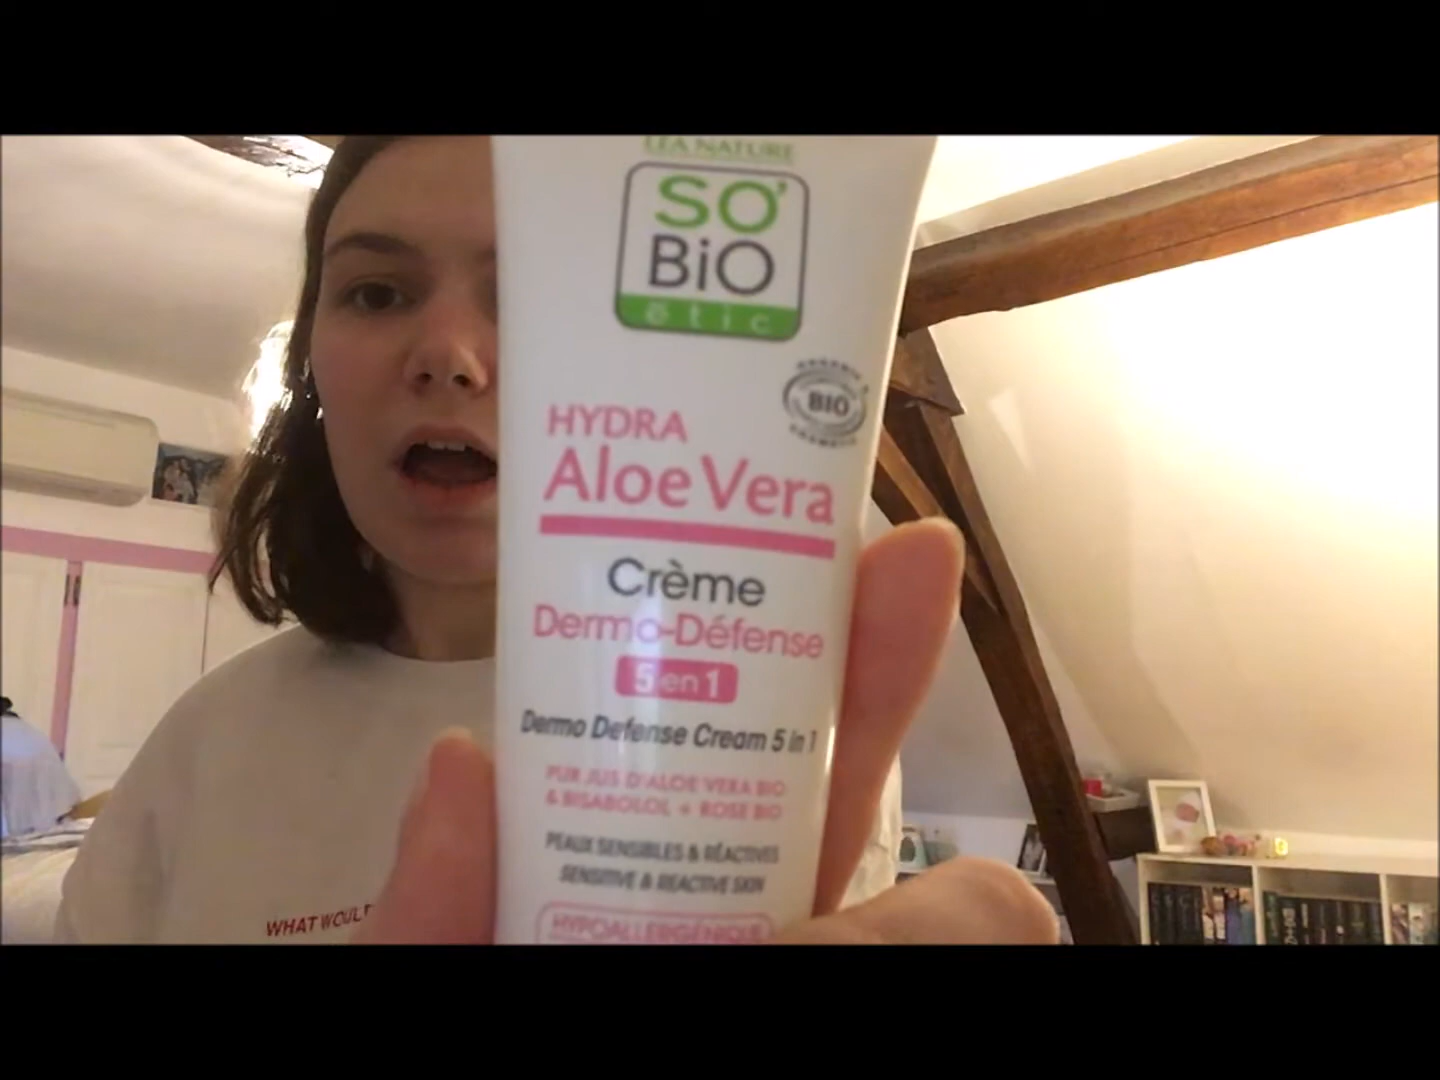 LÉA NATURE
SO'
BiO
étic
BIO
HYDRA
Aloe Vera
Crème
Dermo-Défense
5 en 1
Dermo Defense Cream 5 in 1
PUR JUS D'ALOE VERA BIO
& BISABOLOL + ROSE BIO
PEAUX SENSIBLES & RÉACTIVES
SENSITIVE & REACTIVE SKIN
HYPOALLERGÉNIQUE
WHAT WOULD